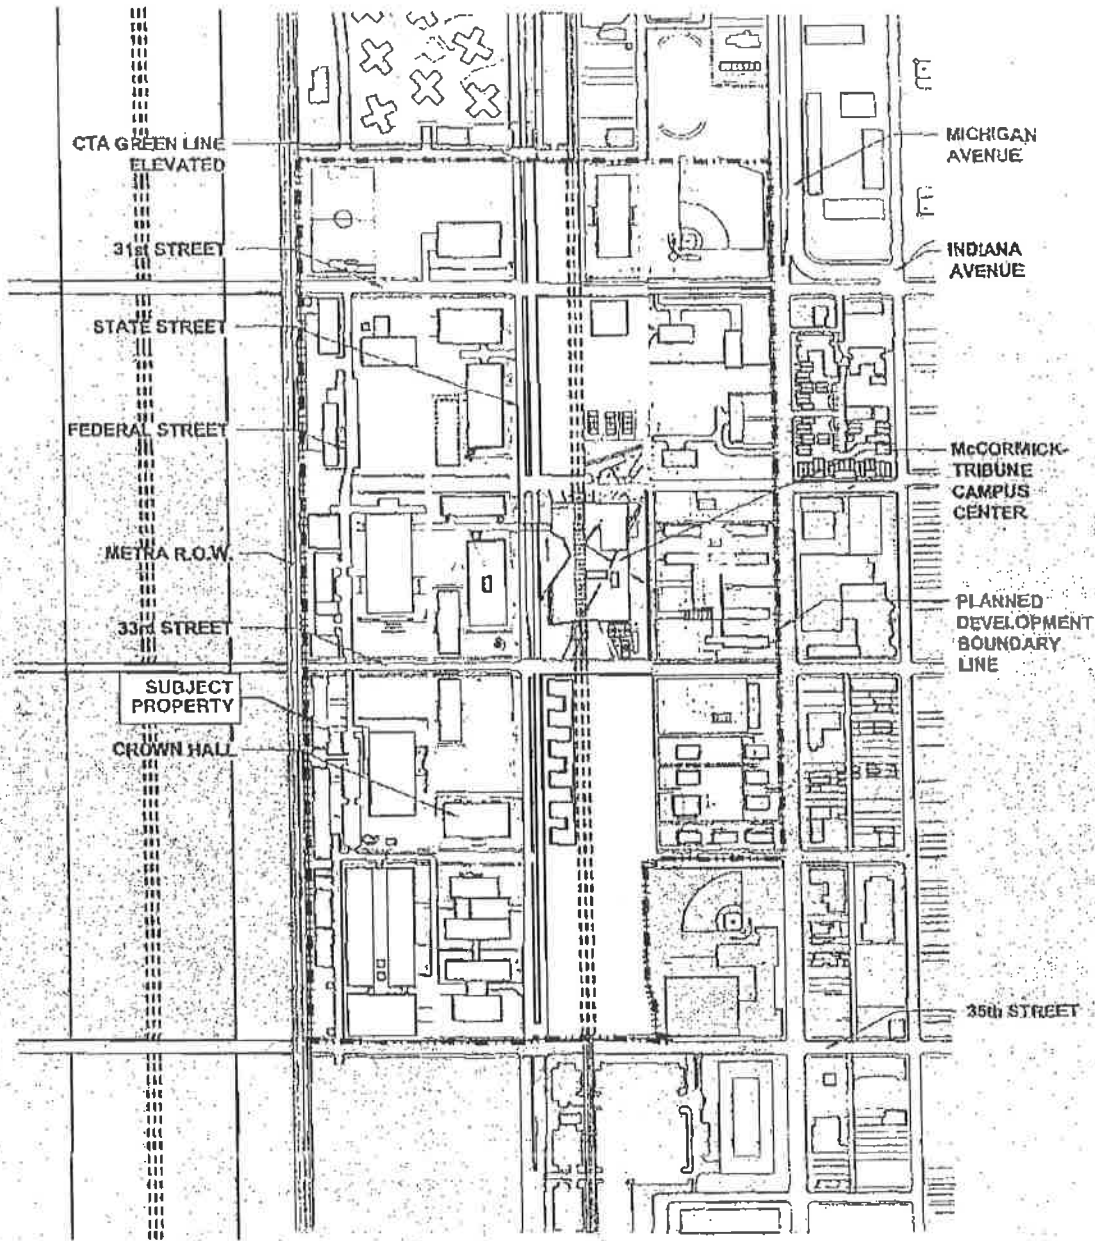 CTA GREEN LINE
ELEVATED
31st STREET
STATE STREET
FEDERAL STREET
METRA R.O.W.
33rd STREET
SUBJECT
PROPERTY
CROWN HALL
MICHIGAN
AVENUE
INDIANA
AVENUE
McCORMICK-
TRIBUNE
CAMPUS
CENTER
PLANNED
DEVELOPMENT
BOUNDARY
LINE
35th STREET